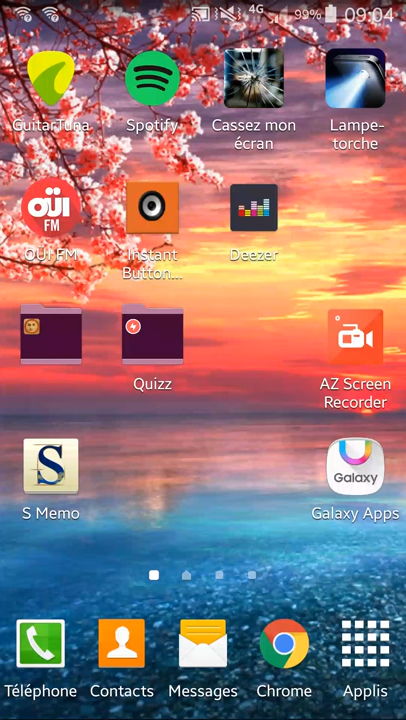 4G 99% 09:04
GuitarTuna
Spotify
Cassez mon
écran
Lampe-
torche
OÜI
FM
OUI FM
Instant
Button...
Deezer
Quizz
AZ Screen
Recorder
S
S Memo
Galaxy
Galaxy Apps
Téléphone
Contacts
Messages
Chrome
Applis